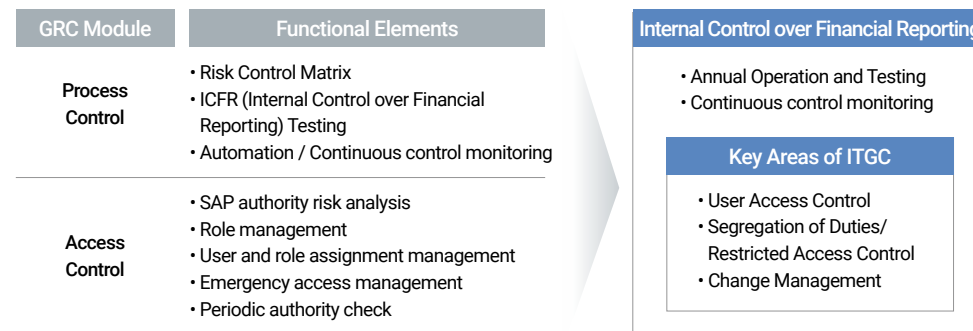 GRC Module
Functional Elements
Process
Control
• Risk Control Matrix
• ICFR (Internal Control over Financial
Reporting) Testing
• Automation / Continuous control monitoring
Access
Control
• SAP authority risk analysis
• Role management
• User and role assignment management
• Emergency access management
• Periodic authority check
Internal Control over Financial Reporting
• Annual Operation and Testing
• Continuous control monitoring
Key Areas of ITGC
• User Access Control
• Segregation of Duties/
Restricted Access Control
• Change Management